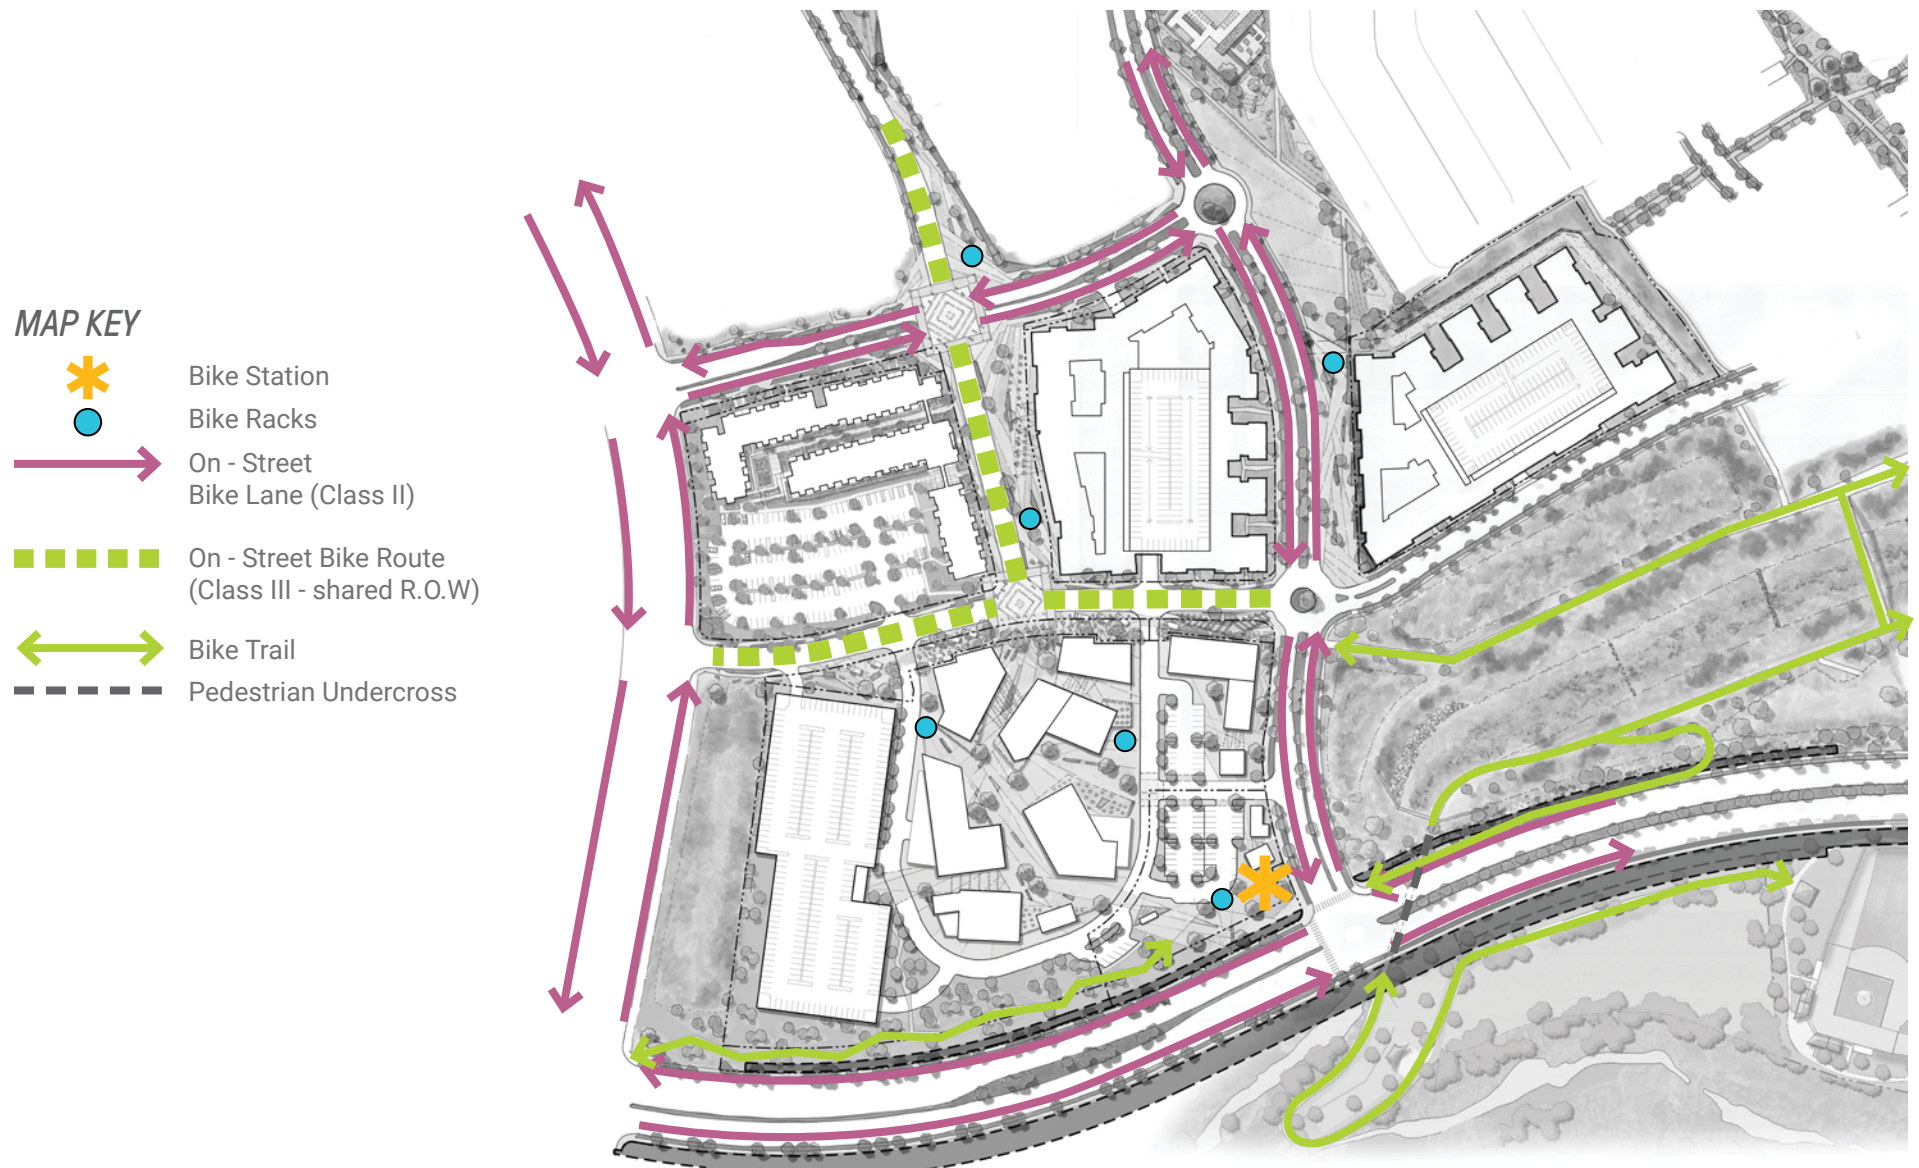 MAP KEY
Bike Station
Bike Racks
On - Street
Bike Lane (Class II)
On - Street Bike Route
(Class III - shared R.O.W)
Bike Trail
Pedestrian Undercross